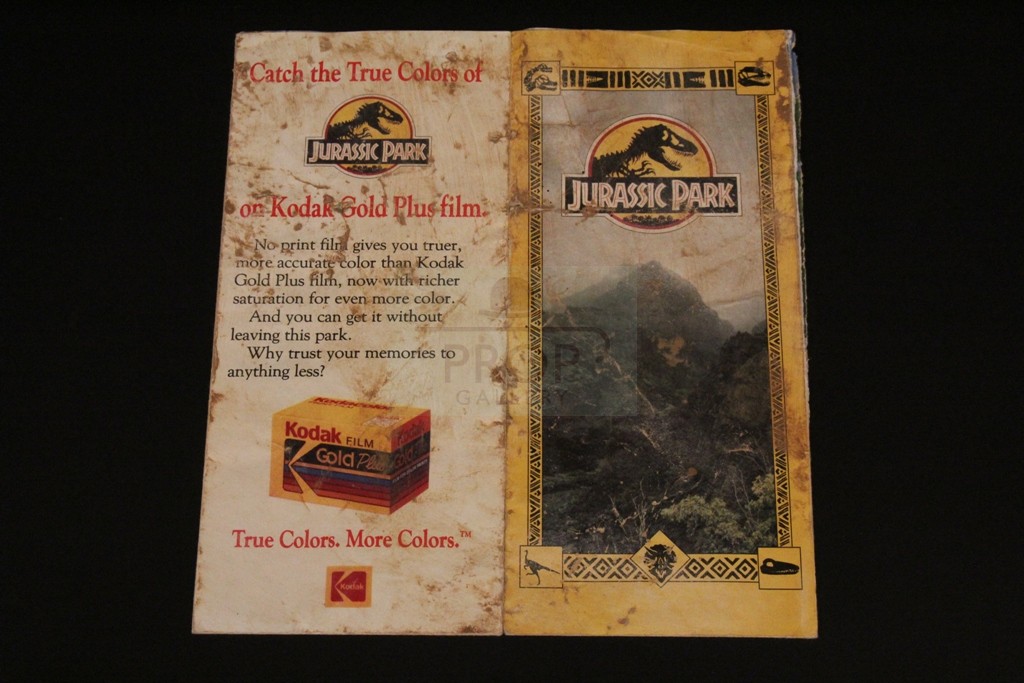 Catch the True Colors of
JURASSIC PARK
on Kodak Gold Plus film.
No print film gives you truer,
more accurate color than Kodak
Gold Plus film, now with richer
saturation for even more color.
And you can get it without
leaving this park.
Why trust your memories to
anything less?
Kodak FILM
Gold Plus
True Colors. More Colors.™
Kodak
JURASSIC PARK
PROP
GALLERY